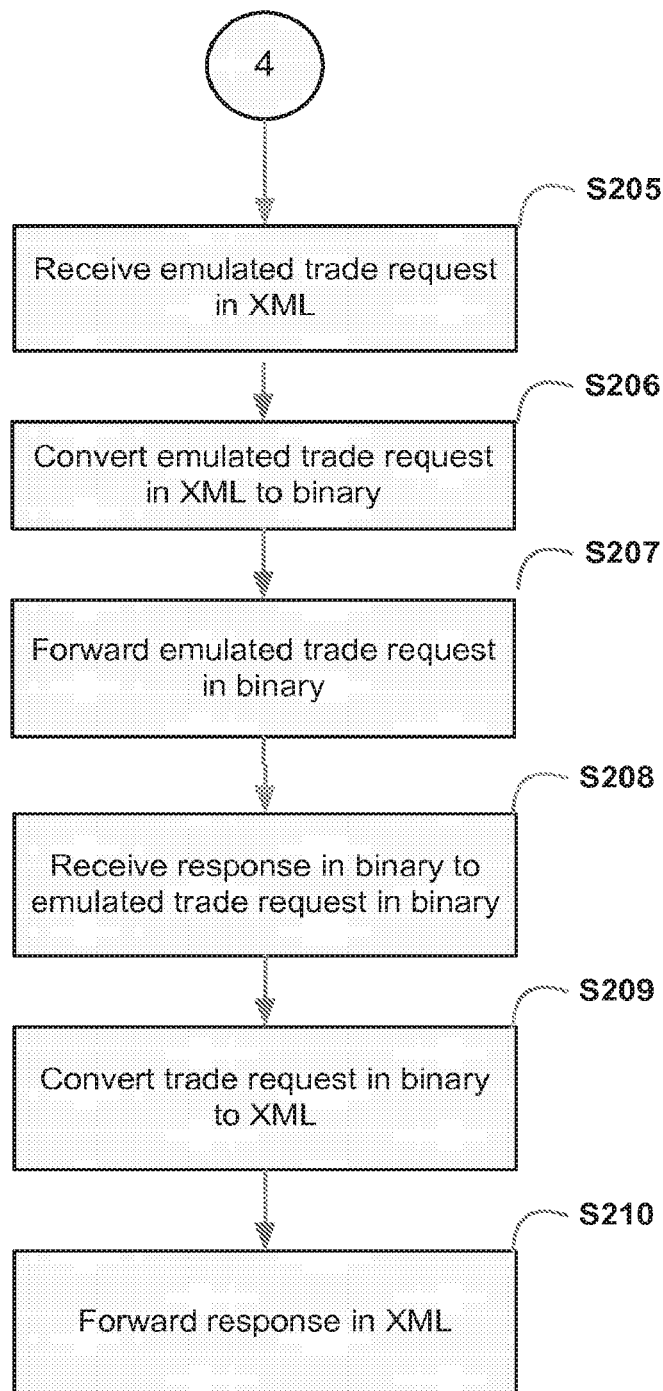 4
S205
Receive emulated trade request
in XML
S206
Convert emulated trade request
in XML to binary
S207
Forward emulated trade request
in binary
S208
Receive response in binary to
emulated trade request in binary
S209
Convert trade request in binary
to XML
S210
Forward response in XML